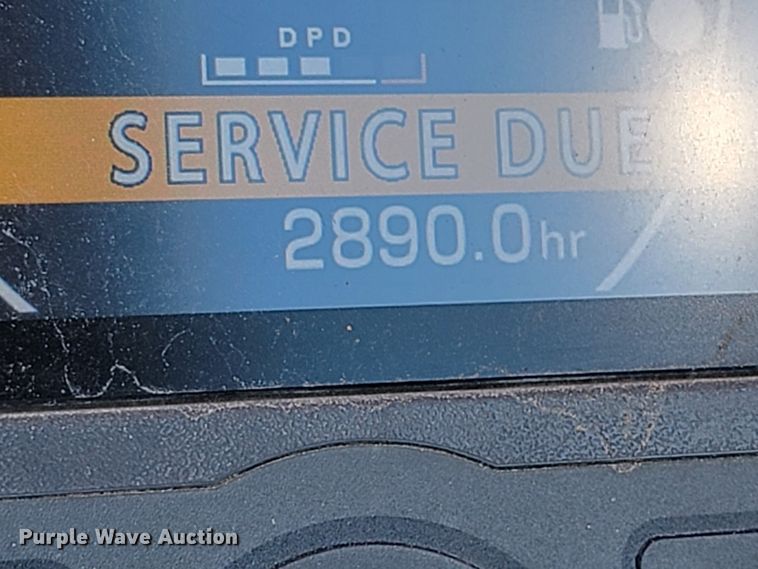 DPD
SERVICE DUE
2890.0hr
Purple Wave Auction